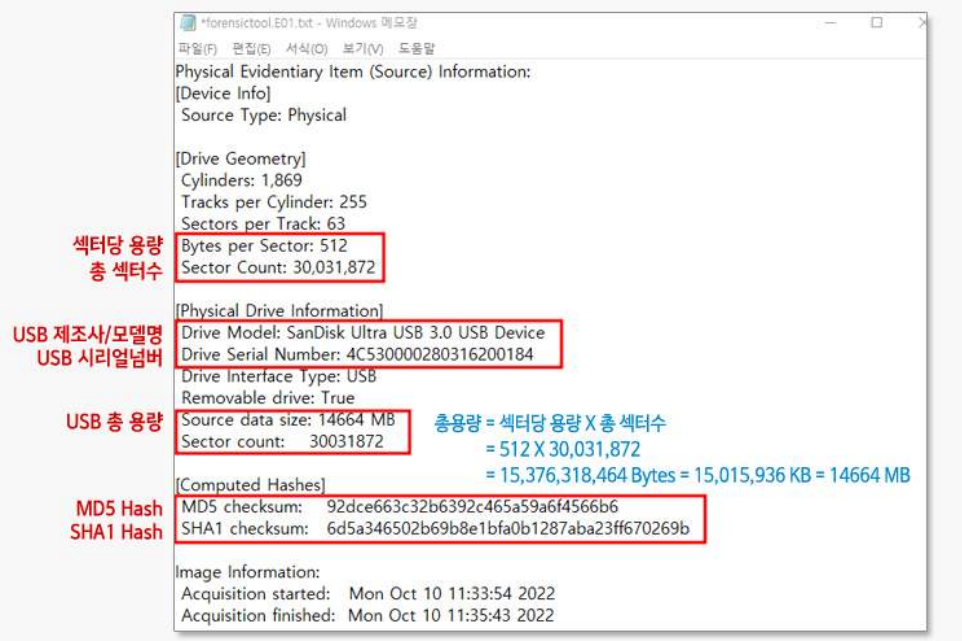 *forensictool.E01.txt - Windows 메모장
파일(F) 편집(E) 서식(O) 보기(V) 도움말
Physical Evidentiary Item (Source) Information:
[Device Info]
Source Type: Physical
[Drive Geometry]
Cylinders: 1,869
Tracks per Cylinder: 255
Sectors per Track: 63
섹터당 용량
Bytes per Sector: 512
총 섹터수
Sector Count: 30,031,872
[Physical Drive Information]
USB 제조사/모델명
Drive Model: SanDisk Ultra USB 3.0 USB Device
USB 시리얼넘버
Drive Serial Number: 4C530000280316200184
Drive Interface Type: USB
Removable drive: True
USB 총 용량
Source data size: 14664 MB
Sector count: 30031872
총용량 = 섹터당 용량 X 총 섹터수
= 512 X 30,031,872
= 15,376,318,464 Bytes = 15,015,936 KB = 14664 MB
[Computed Hashes]
MD5 Hash
MD5 checksum: 92dce663c32b6392c465a59a6f4566b6
SHA1 Hash
SHA1 checksum: 6d5a346502b69b8e1bfa0b1287aba23ff670269b
Image Information:
Acquisition started: Mon Oct 10 11:33:54 2022
Acquisition finished: Mon Oct 10 11:35:43 2022